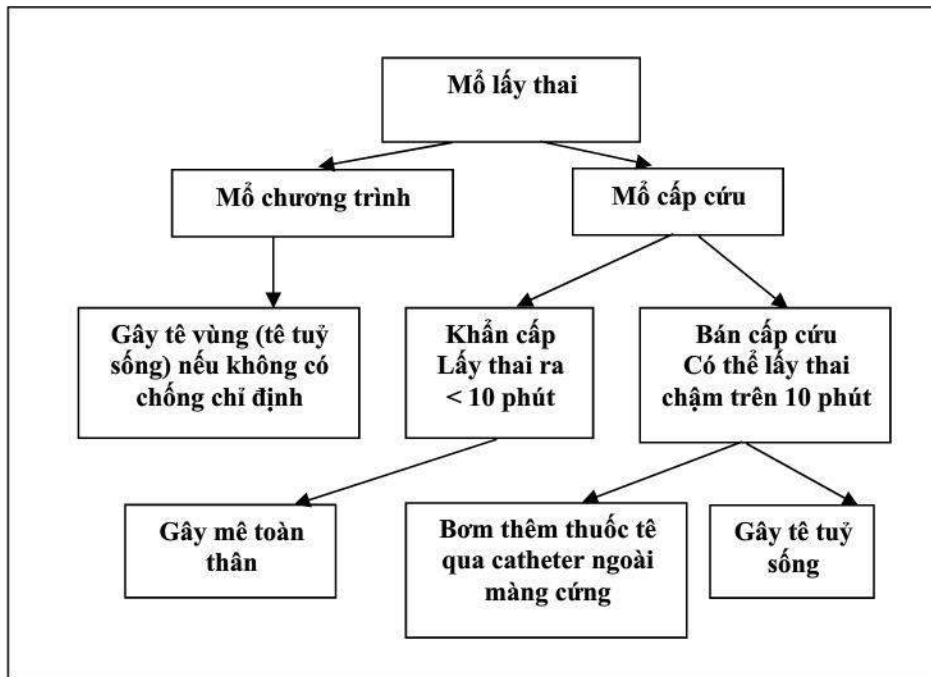 Mổ lấy thai
Mổ chương trình
Mổ cấp cứu
Gây tê vùng (tê tuỷ
sống) nếu không có
chống chỉ định
Khẩn cấp
Lấy thai ra
< 10 phút
Bán cấp cứu
Có thể lấy thai
chậm trên 10 phút
Gây mê toàn
thân
Bơm thêm thuốc tê
qua catheter ngoài
màng cứng
Gây tê tuỷ
sống